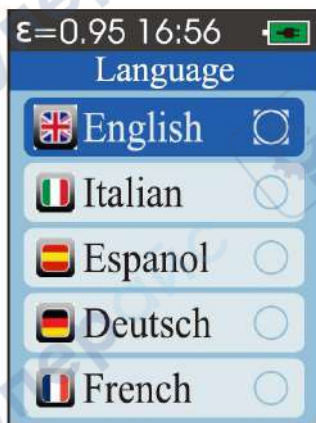 ε=0.95 16:56
Language
English
Italian
Espanol
Deutsch
French